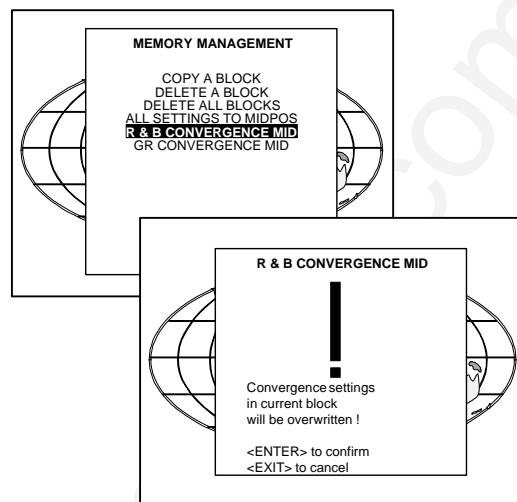 MEMORY MANAGEMENT
COPY A BLOCK
DELETE A BLOCK
DELETE ALL BLOCKS
ALL SETTINGS TO MIDPOS
R & B CONVERGENCE MID
GR CONVERGENCE MID
R & B CONVERGENCE MID
!
Convergence settings
in current block
will be overwritten !
<ENTER> to confirm
<EXIT> to cancel
com